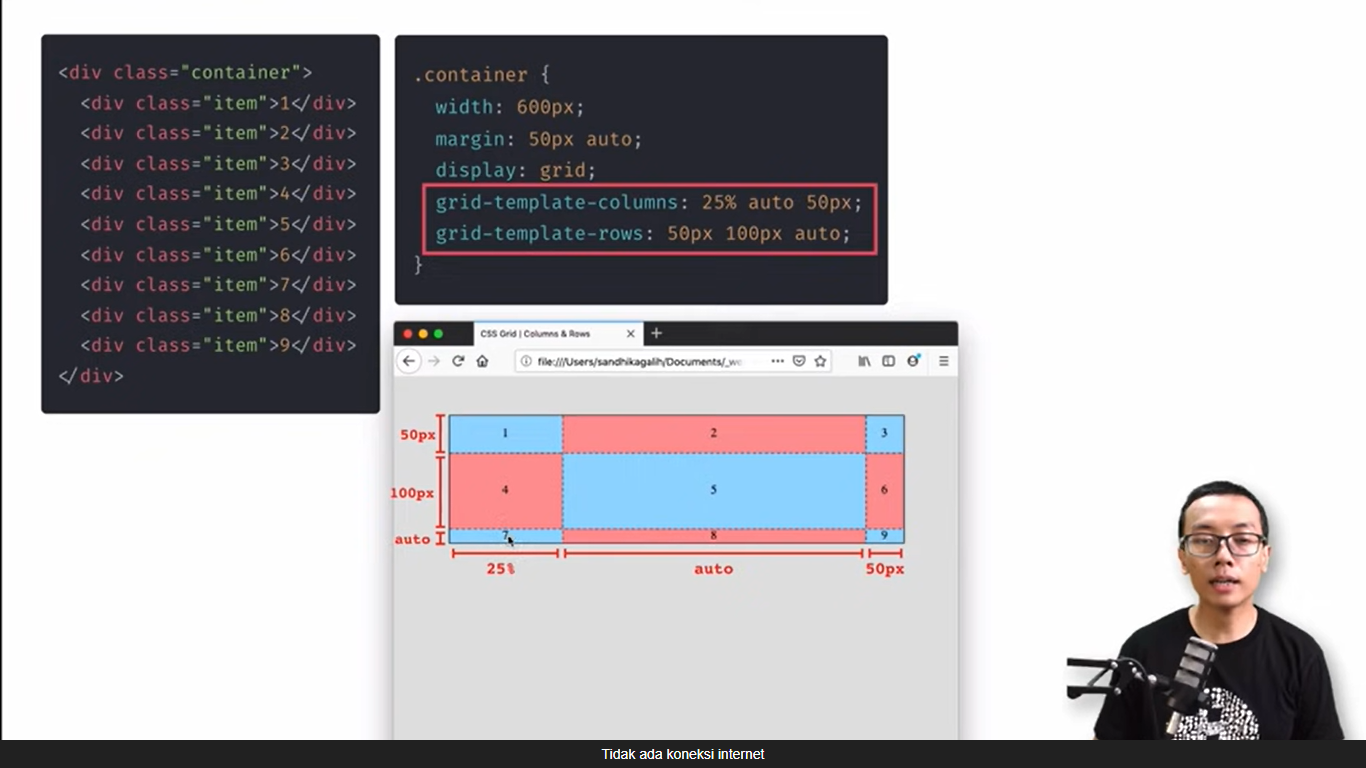 <div class="container">
<div class="item">1</div>
<div class="item">2</div>
<div class="item">3</div>
<div class="item">4</div>
<div class="item">5</div>
<div class="item">6</div>
<div class="item">7</div>
<div class="item">8</div>
<div class="item">9</div>
</div>
.container {
width: 600px;
margin: 50px auto;
display: grid;
grid-template-columns: 25% auto 50px;
grid-template-rows: 50px 100px auto;
}
CSS Grid | Columns & Rows
file:///Users/sandhikagalih/Documents/_
50px
1 2 3
100px
4 5 6
auto
7 8 9
25% auto 50px
Tidak ada koneksi internet